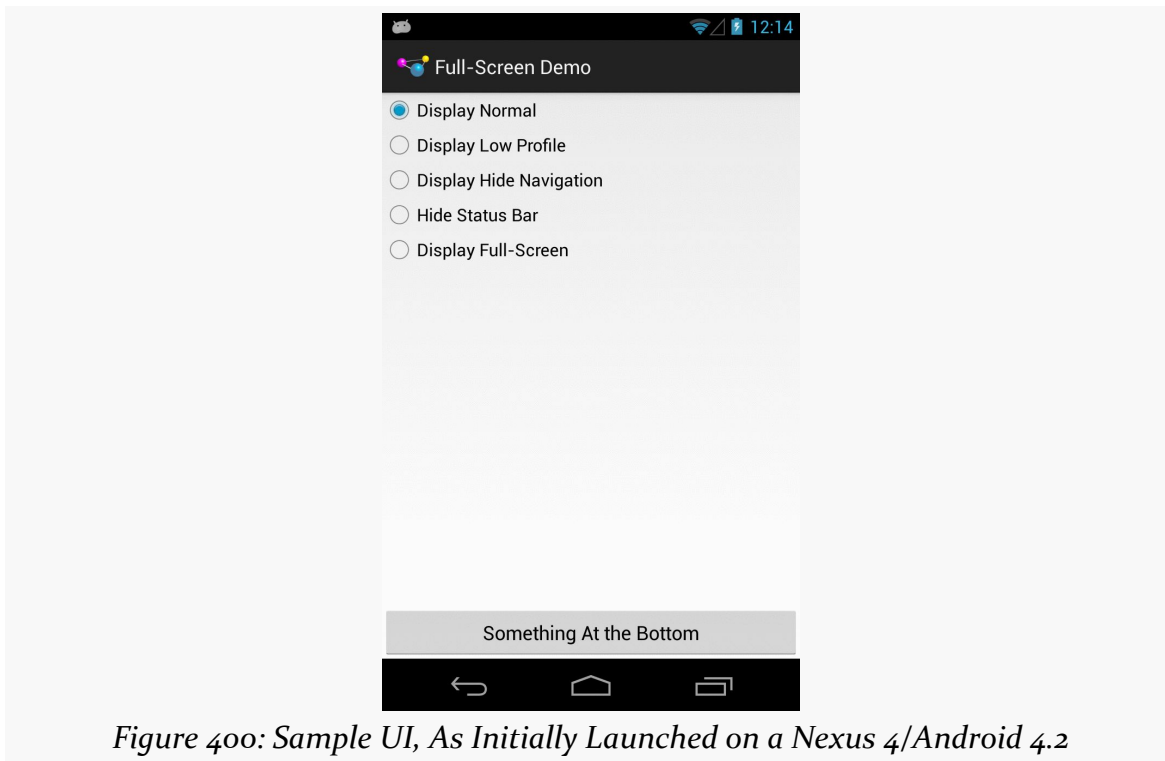 12:14
Full-Screen Demo
Display Normal
Display Low Profile
Display Hide Navigation
Hide Status Bar
Display Full-Screen
Something At the Bottom
Figure 400: Sample UI, As Initially Launched on a Nexus 4/Android 4.2